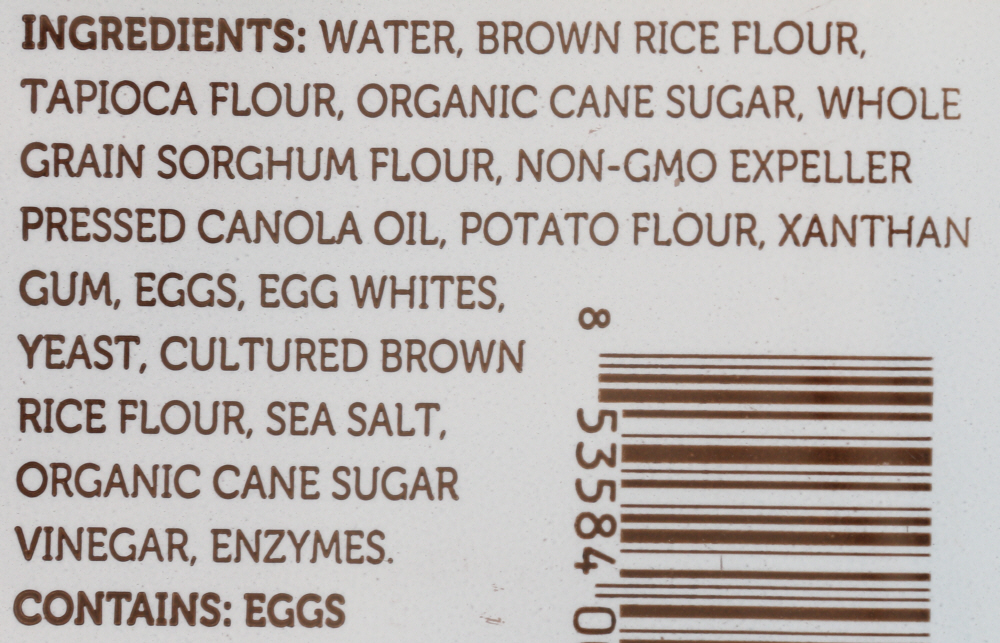 INGREDIENTS: WATER, BROWN RICE FLOUR,
TAPIOCA FLOUR, ORGANIC CANE SUGAR, WHOLE
GRAIN SORGHUM FLOUR, NON-GMO EXPELLER
PRESSED CANOLA OIL, POTATO FLOUR, XANTHAN
GUM, EGGS, EGG WHITES,
YEAST, CULTURED BROWN
RICE FLOUR, SEA SALT,
ORGANIC CANE SUGAR
VINEGAR, ENZYMES.
CONTAINS: EGGS
8 53584 0